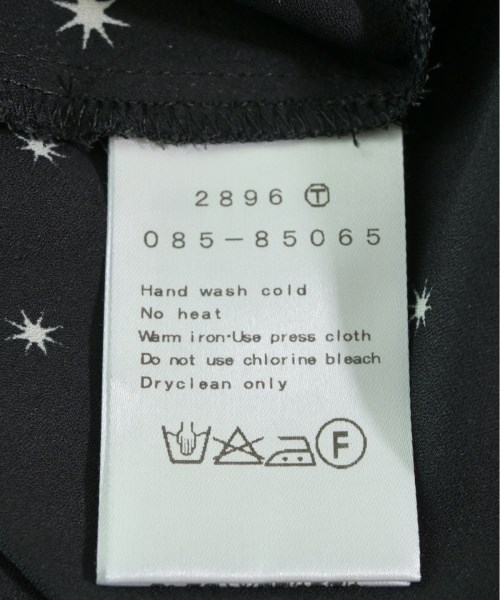 2896 Ⓣ
085-85065
Hand wash cold
No heat
Warm iron·Use press cloth
Do not use chlorine bleach
Dryclean only
F